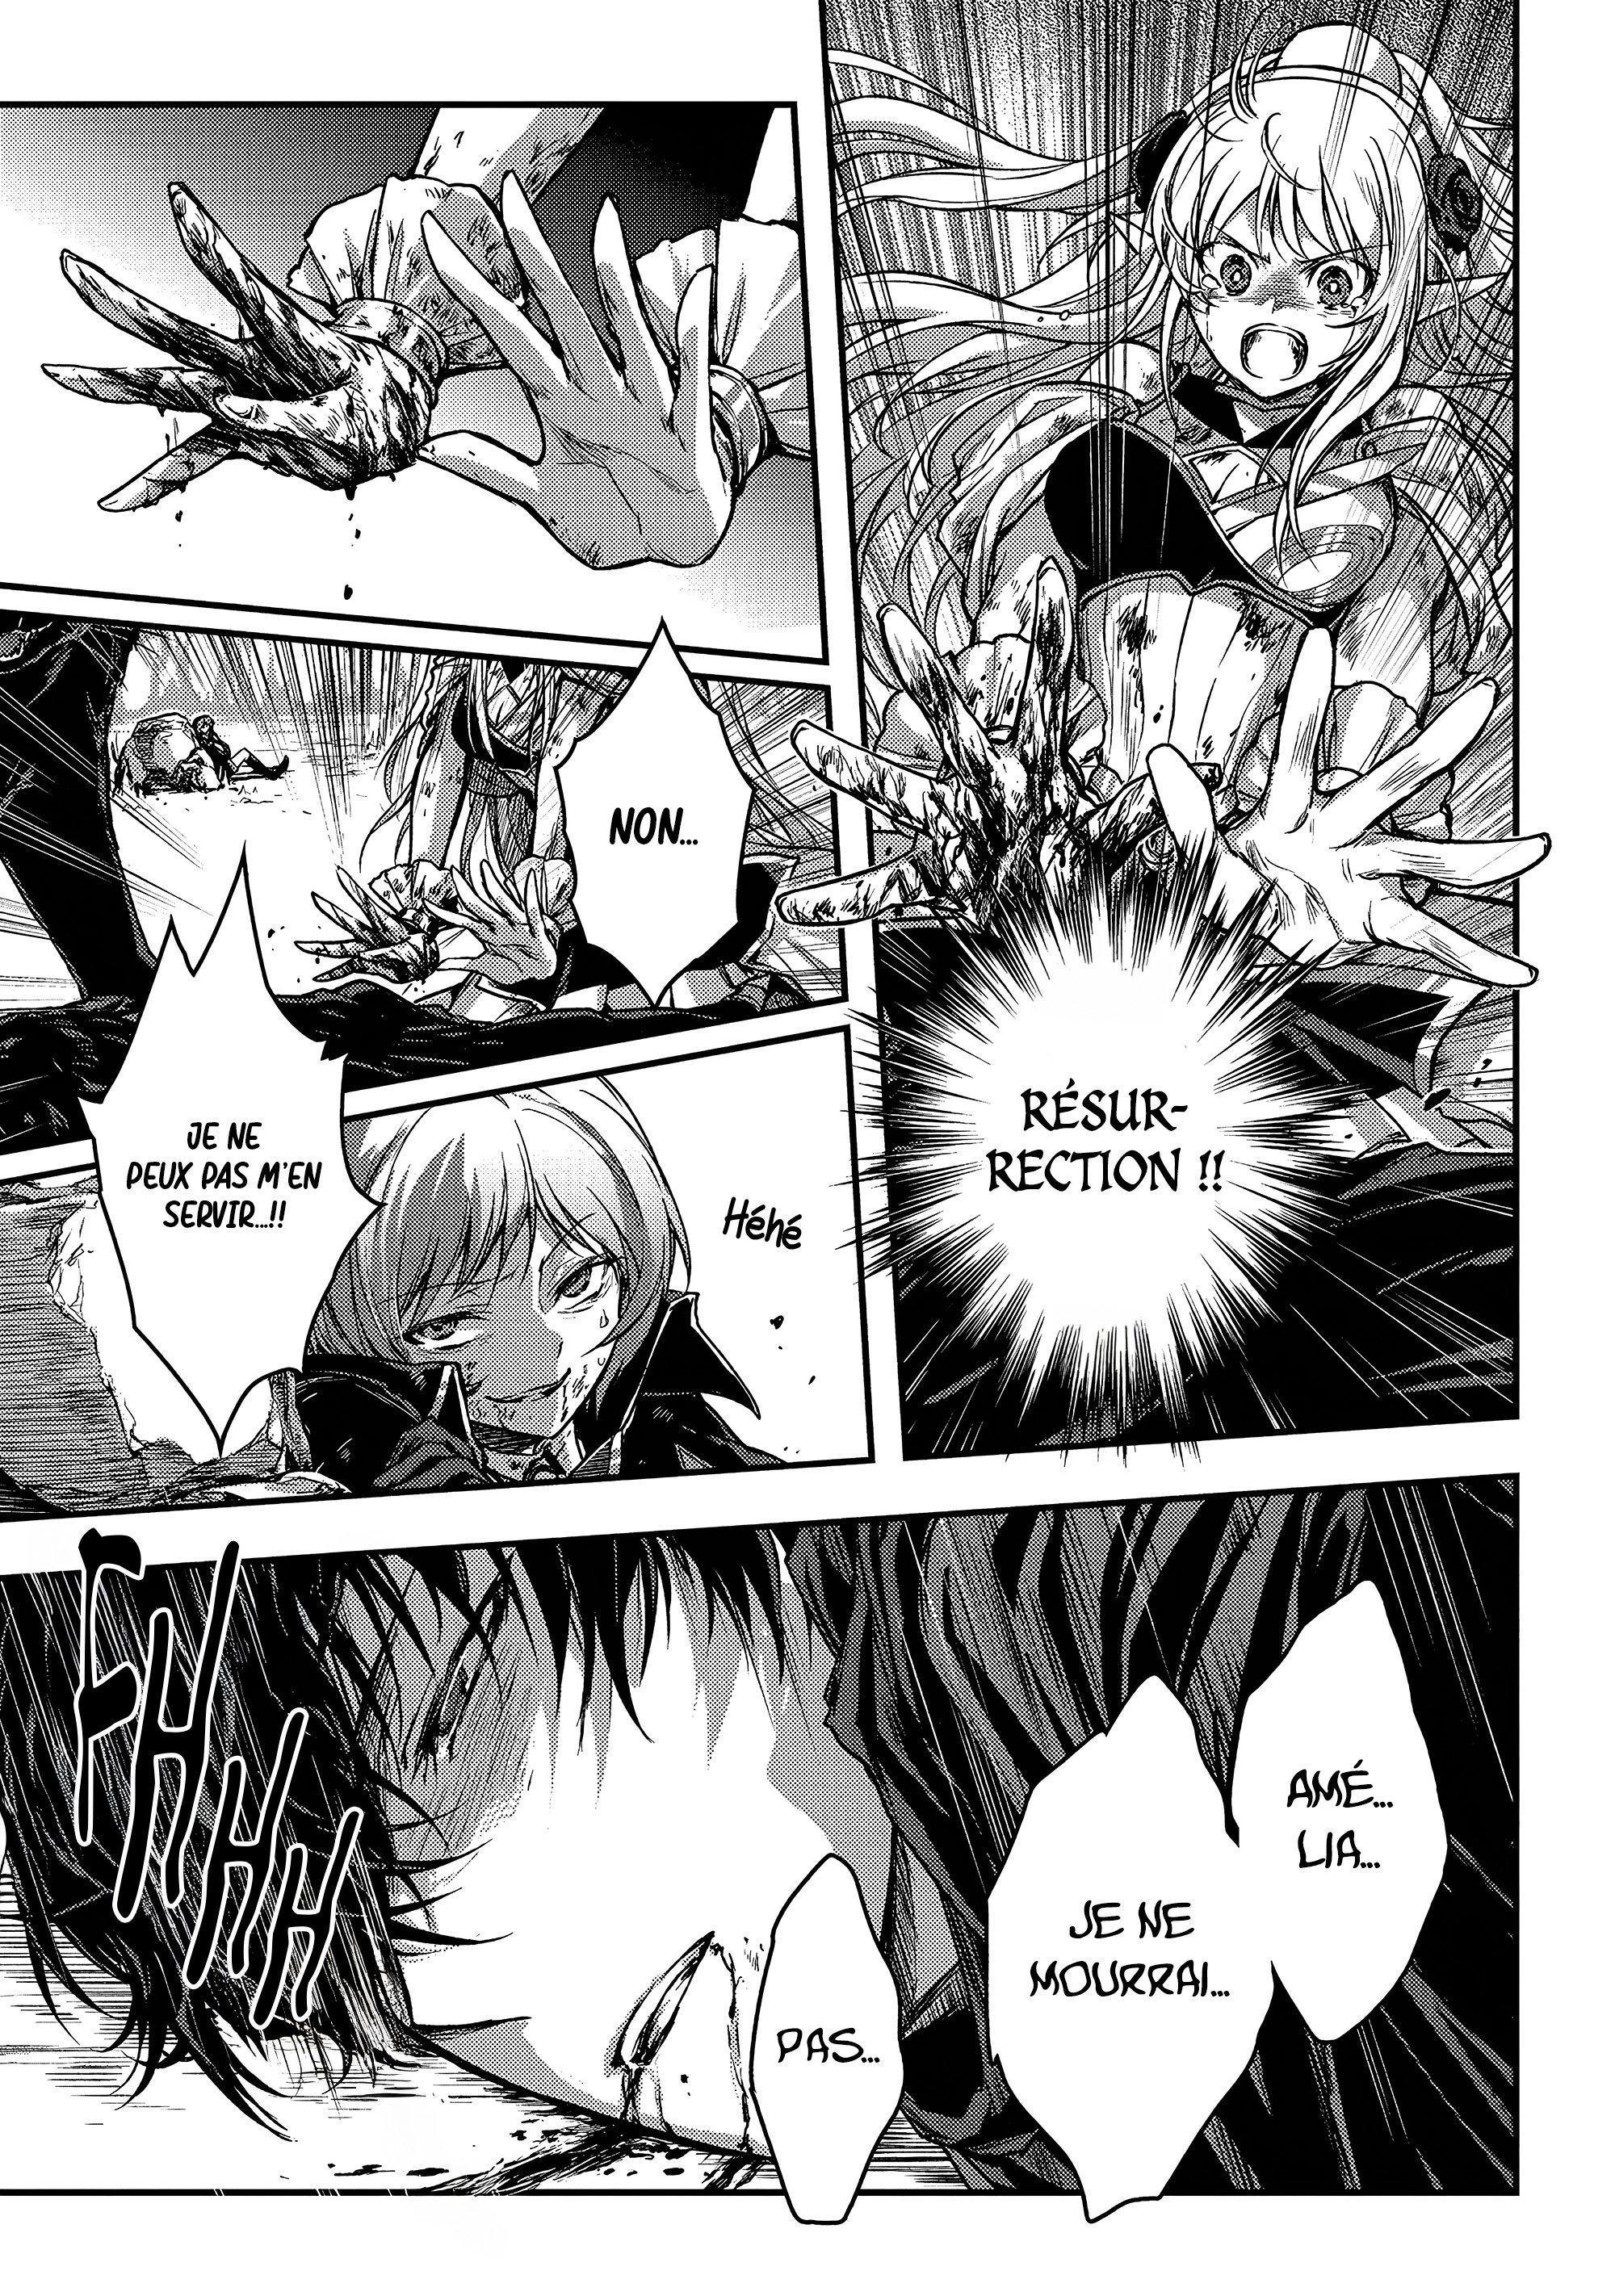 RÉSUR-
RECTION !!
NON...
JE NE
PEUX PAS M'EN
SERVIR...!!
Héhé
AMÉ...
LIA...
JE NE
MOURRAI...
PAS...
FHHHH